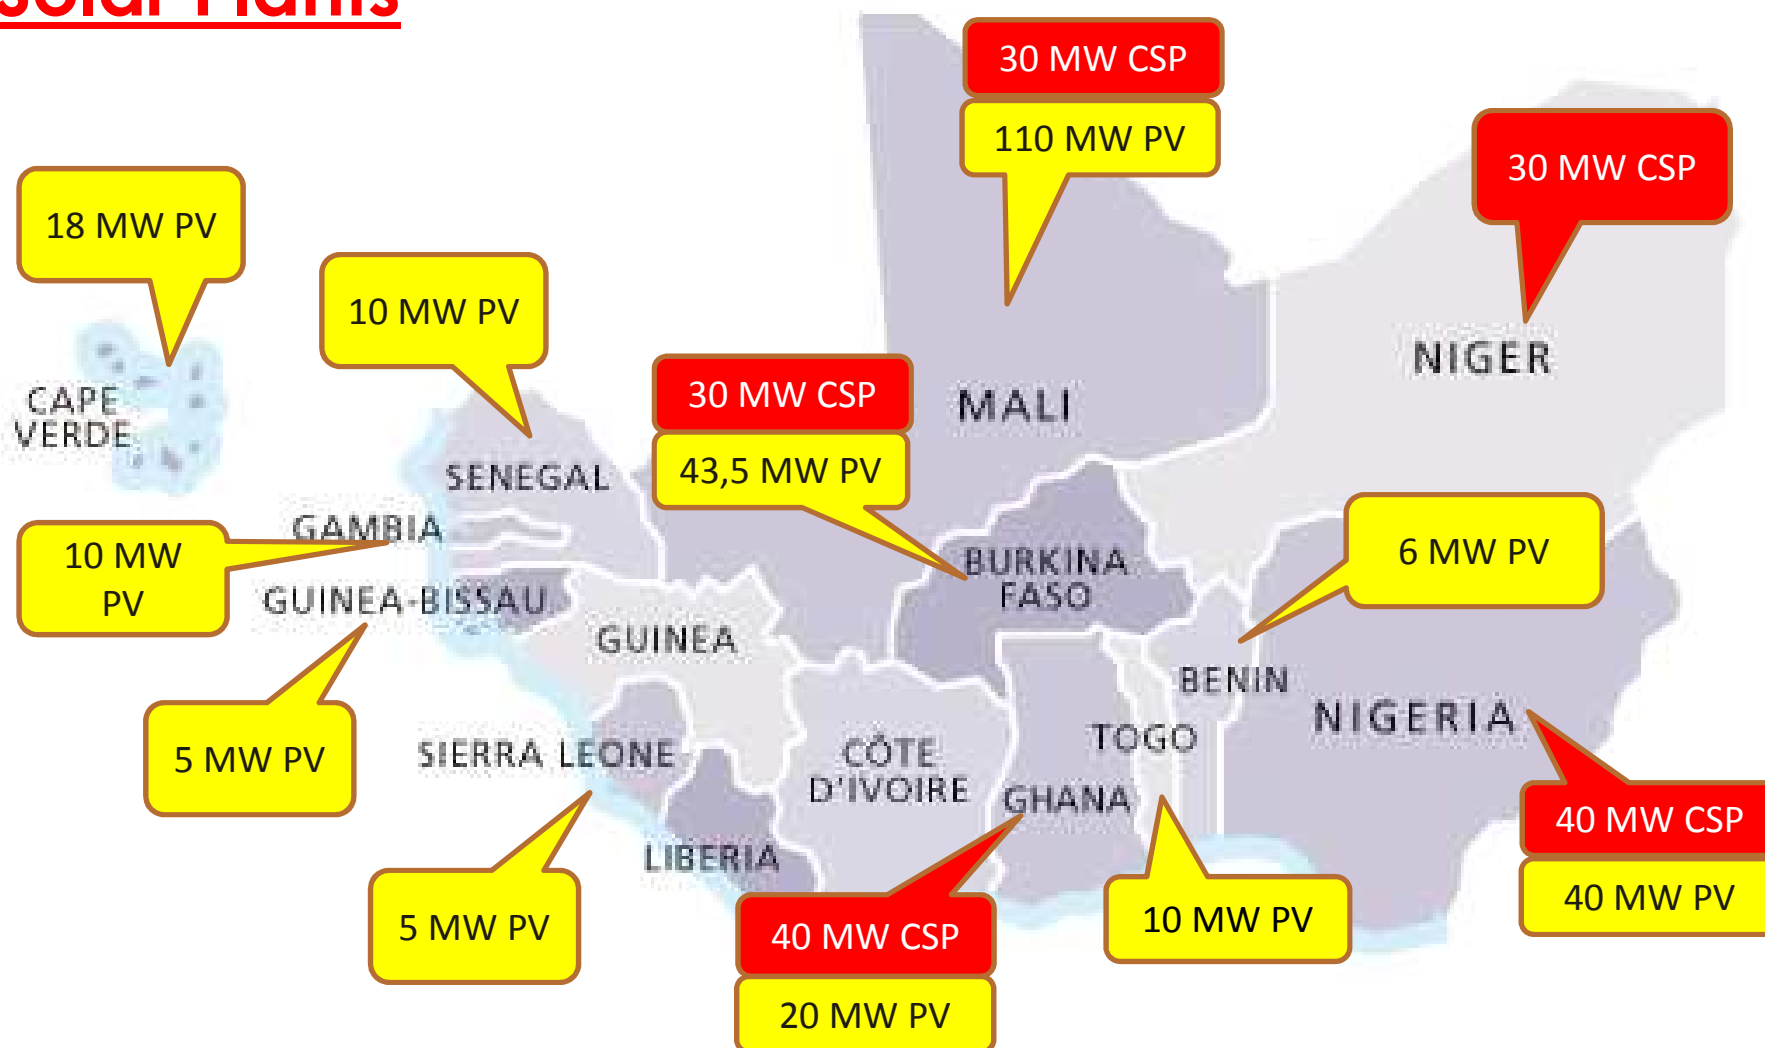 Solar Plants
30 MW CSP
110 MW PV
30 MW CSP
18 MW PV
10 MW PV
30 MW CSP
43,5 MW PV
NIGER
MALI
CAPE
VERDE
SENEGAL
GAMBIA
10 MW
PV
6 MW PV
BURKINA
FASO
GUINEA-BISSAU
GUINEA
BENIN
NIGERIA
5 MW PV
SIERRA LEONE
CÔTE
D'IVOIRE
TOGO
GHANA
LIBERIA
40 MW CSP
40 MW PV
5 MW PV
40 MW CSP
20 MW PV
10 MW PV